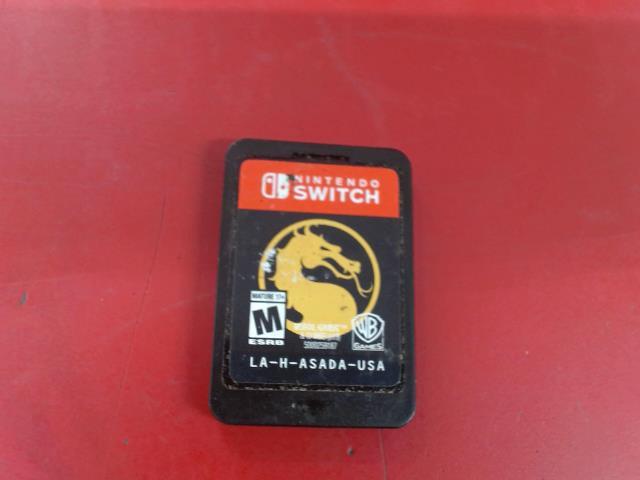 NINTENDO
SWITCH
MATURE 17+
M
ESRB
WB
GAMES
LA-H-ASADA-USA